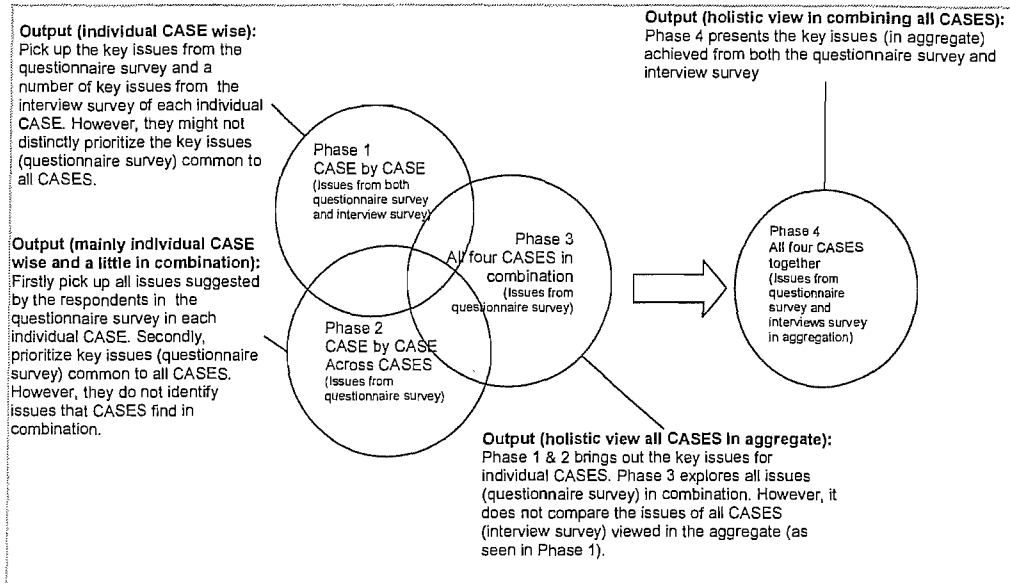 Output (individual CASE wise):
Pick up the key issues from the
questionnaire survey and a
number of key issues from the
interview survey of each individual
CASE. However, they might not
distinctly prioritize the key issues
(questionnaire survey) common to
all CASES.
Output (holistic view in combining all CASES):
Phase 4 presents the key issues (in aggregate)
achieved from both the questionnaire survey and
interview survey
Phase 1
CASE by CASE
(Issues from both
questionnaire survey
and interview survey)
Output (mainly individual CASE
wise and a little in combination):
Firstly pick up all issues suggested
by the respondents in the
questionnaire survey in each
individual CASE. Secondly,
prioritize key issues (questionnaire
survey) common to all CASES.
However, they do not identify
issues that CASES find in
combination.
Phase 2
CASE by CASE
Across CASES
(Issues from
questionnaire survey)
Phase 3
All four CASES in
combination
(Issues from
questionnaire survey)
Phase 4
All four CASES
together
(Issues from
questionnaire
survey and
interviews survey
in aggregation)
Output (holistic view all CASES in aggregate):
Phase 1 & 2 brings out the key issues for
individual CASES. Phase 3 explores all issues
(questionnaire survey) in combination. However, it
does not compare the issues of all CASES
(interview survey) viewed in the aggregate (as
seen in Phase 1).